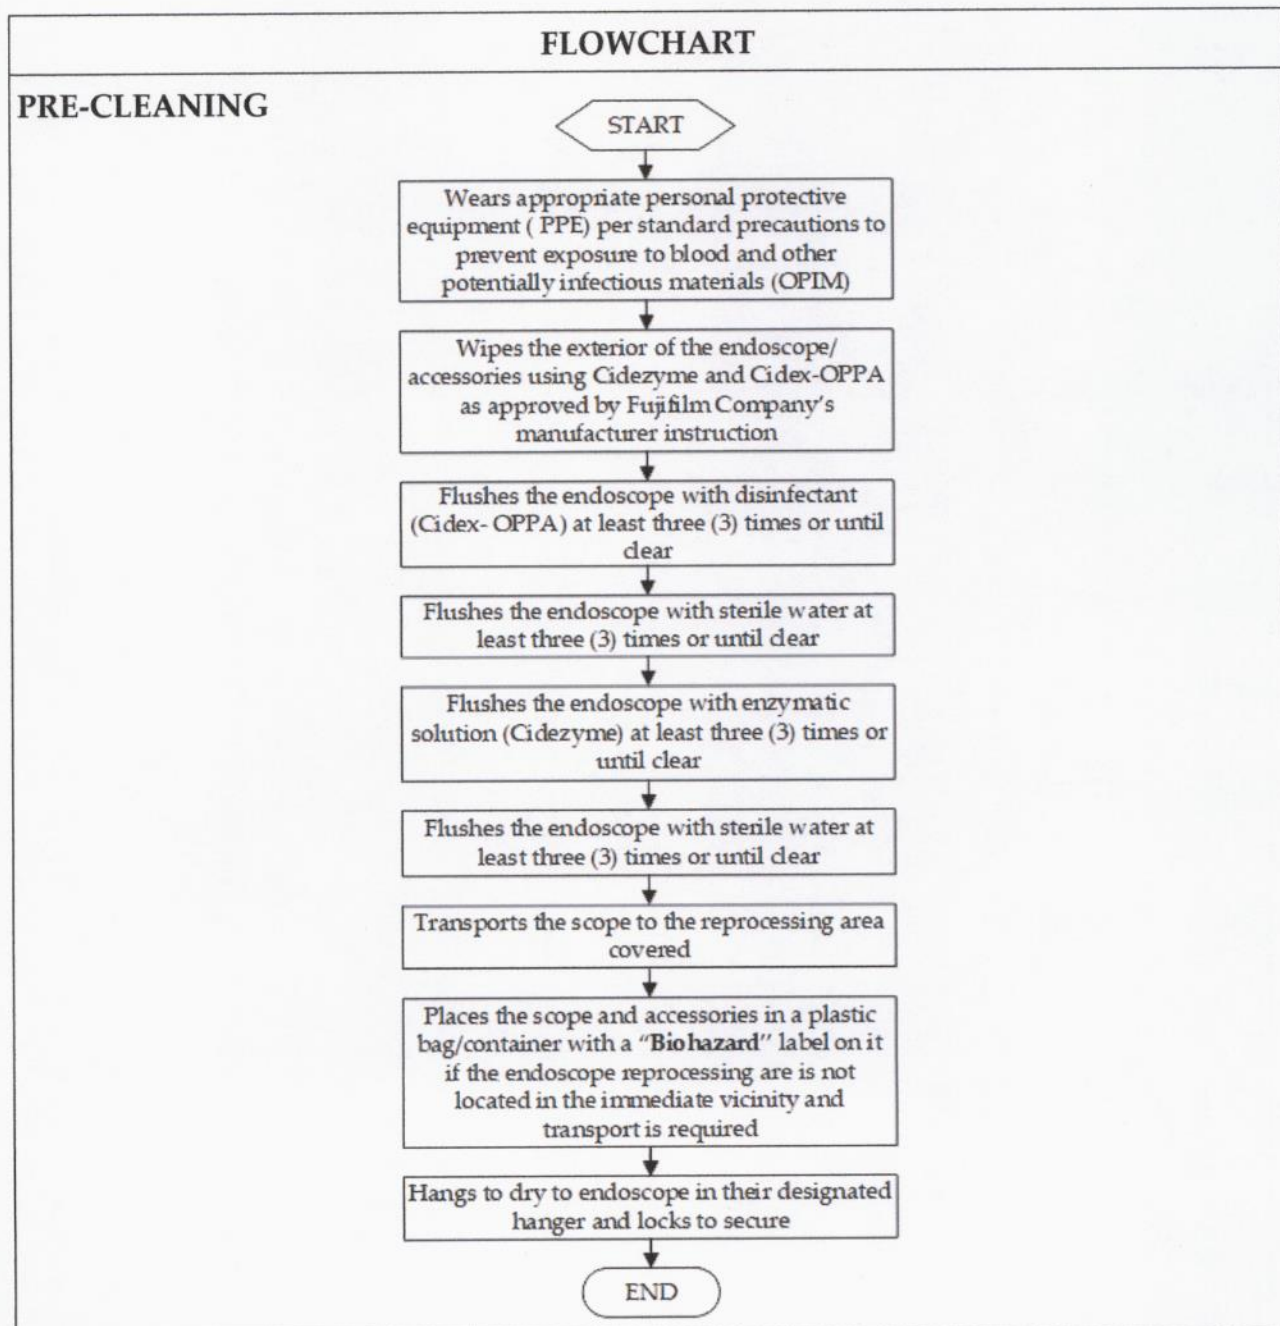 FLOWCHART
PRE-CLEANING
START
Wears appropriate personal protective
equipment ( PPE) per standard precautions to
prevent exposure to blood and other
potentially infectious materials (OPIM)
Wipes the exterior of the endoscope/
accessories using Cidezyme and Cidex-OPPA
as approved by Fujifilm Company's
manufacturer instruction
Flushes the endoscope with disinfectant
(Cidex- OPPA) at least three (3) times or until
clear
Flushes the endoscope with sterile water at
least three (3) times or until clear
Flushes the endoscope with enzymatic
solution (Cidezyme) at least three (3) times or
until clear
Flushes the endoscope with sterile water at
least three (3) times or until clear
Transports the scope to the reprocessing area
covered
Places the scope and accessories in a plastic
bag/container with a “Biohazard” label on it
if the endoscope reprocessing are is not
located in the immediate vicinity and
transport is required
Hangs to dry to endoscope in their designated
hanger and locks to secure
END